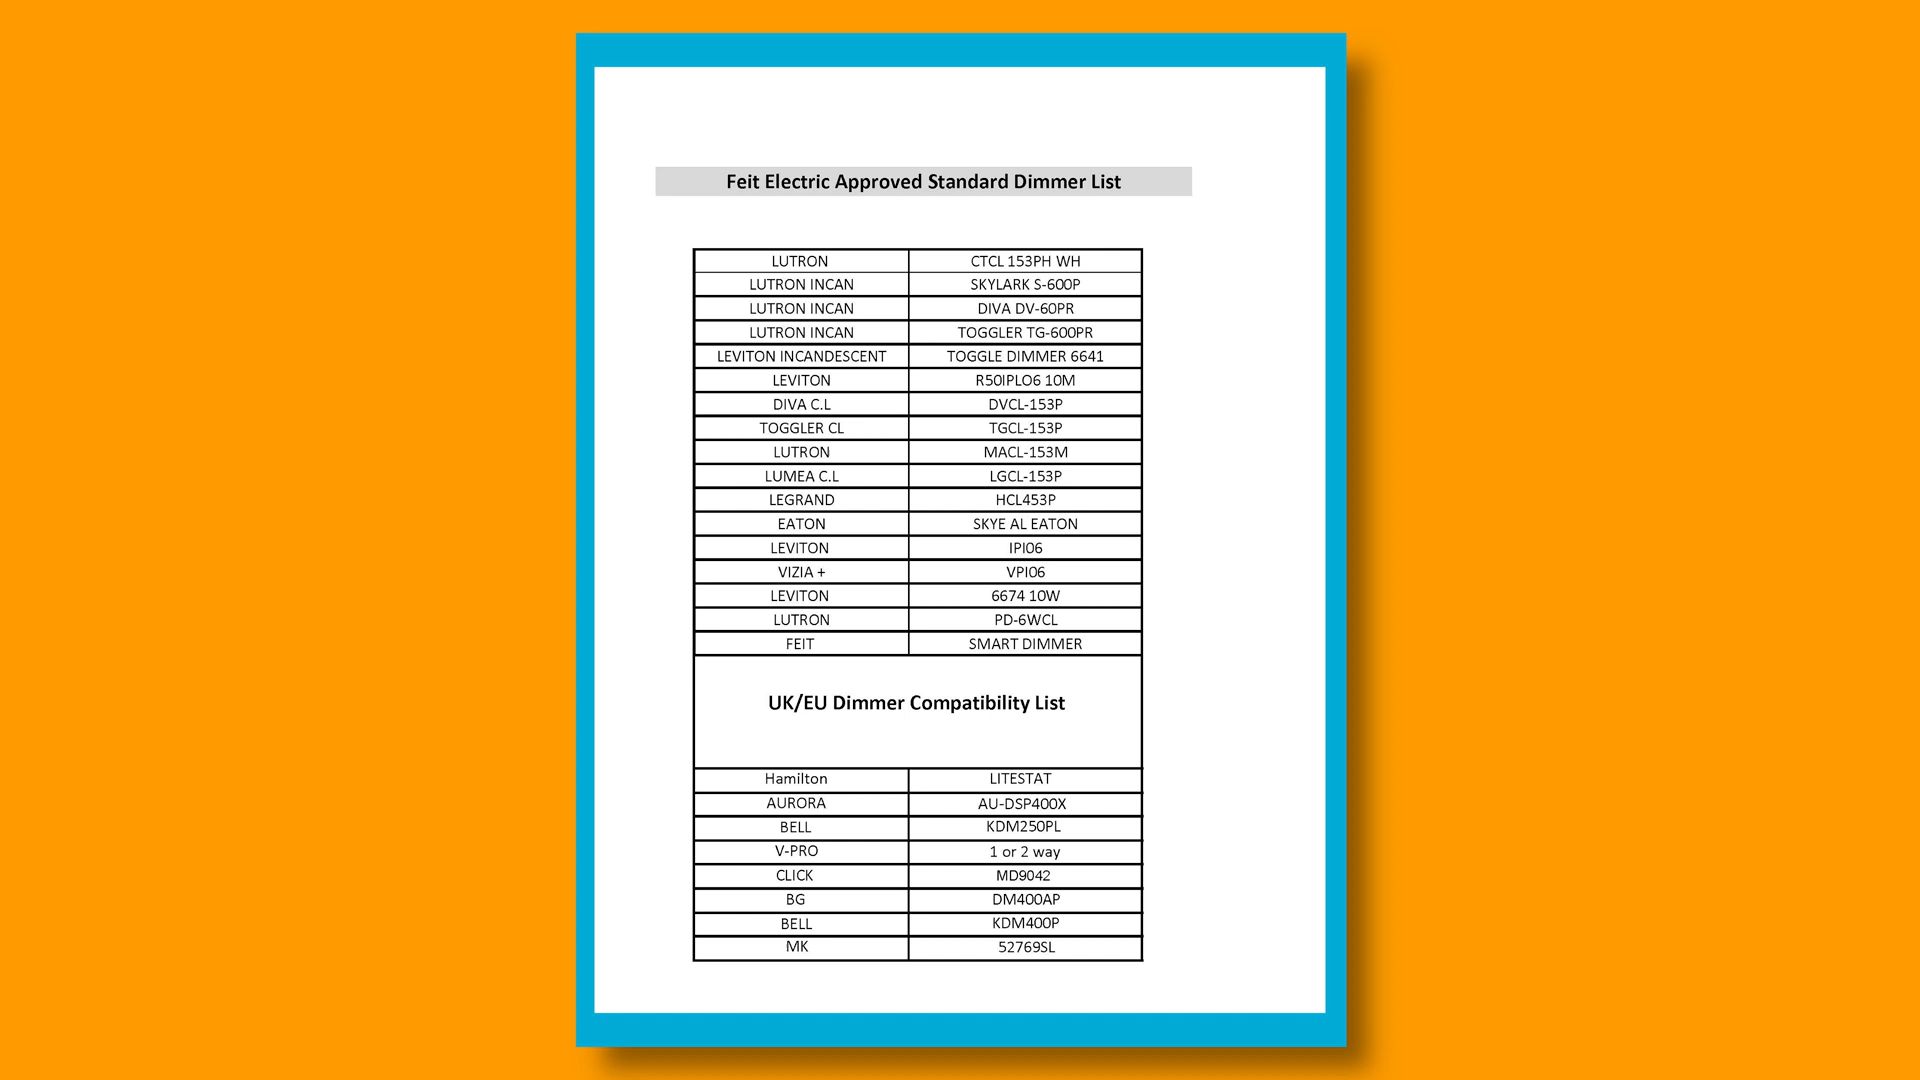 Feit Electric Approved Standard Dimmer List
LUTRON CTCL 153PH WH
LUTRON INCAN SKYLARK S-600P
LUTRON INCAN DIVA DV-60PR
LUTRON INCAN TOGGLER TG-600PR
LEVITON INCANDESCENT TOGGLE DIMMER 6641
LEVITON R50IPLO6 10M
DIVA C.L DVCL-153P
TOGGLER CL TGCL-153P
LUTRON MACL-153M
LUMEA C.L LGCL-153P
LEGRAND HCL453P
EATON SKYE AL EATON
LEVITON IPI06
VIZIA + VPI06
LEVITON 6674 10W
LUTRON PD-6WCL
FEIT SMART DIMMER
UK/EU Dimmer Compatibility List
Hamilton LITESTAT
AURORA AU-DSP400X
BELL KDM250PL
V-PRO 1 or 2 way
CLICK MD9042
BG DM400AP
BELL KDM400P
MK 52769SL